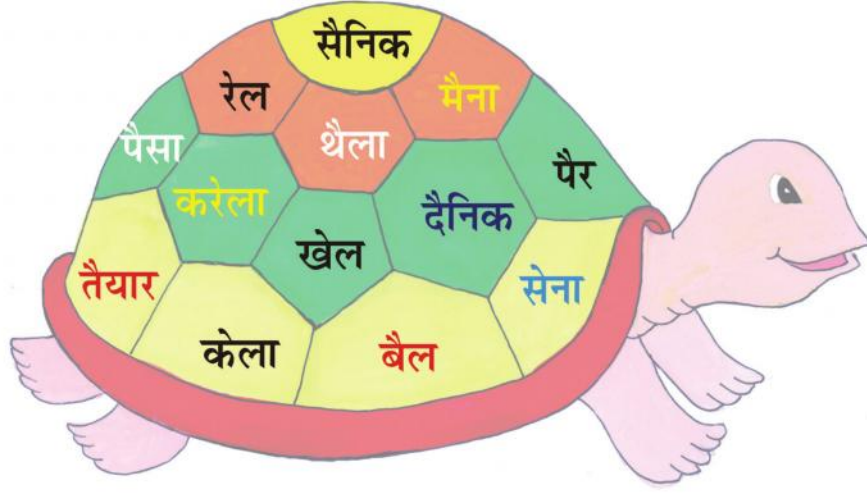 सैनिक
रेल
मैना
पैसा
थैला
पैर
करेला
दैनिक
खेल
तैयार
सेना
केला
बैल